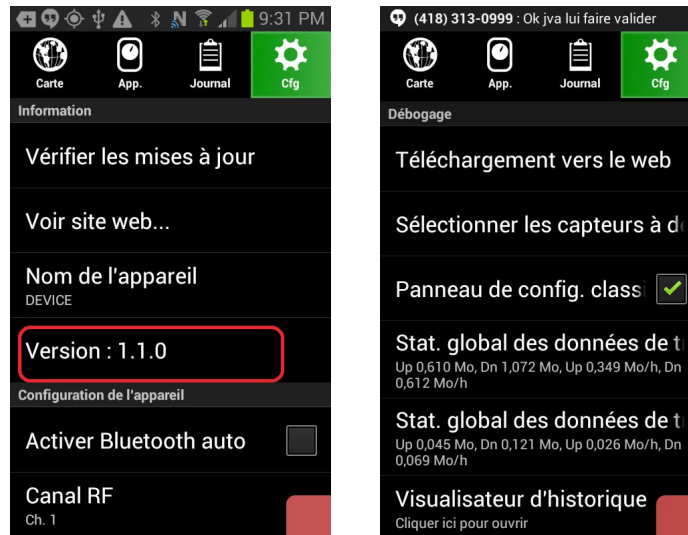 9:31 PM
Carte App. Journal Cfg
Information
Vérifier les mises à jour
Voir site web...
Nom de l'appareil
DEVICE
Version : 1.1.0
Configuration de l'appareil
Activer Bluetooth auto
Canal RF
Ch. 1
(418) 313-0999 : Ok jva lui faire valider
Carte App. Journal Cfg
Débogage
Téléchargement vers le web
Sélectionner les capteurs à d
Panneau de config. class
Stat. global des données de t
Up 0,610 Mo, Dn 1,072 Mo, Up 0,349 Mo/h, Dn
0,612 Mo/h
Stat. global des données de t
Up 0,045 Mo, Dn 0,121 Mo, Up 0,026 Mo/h, Dn
0,069 Mo/h
Visualisateur d'historique
Cliquer ici pour ouvrir